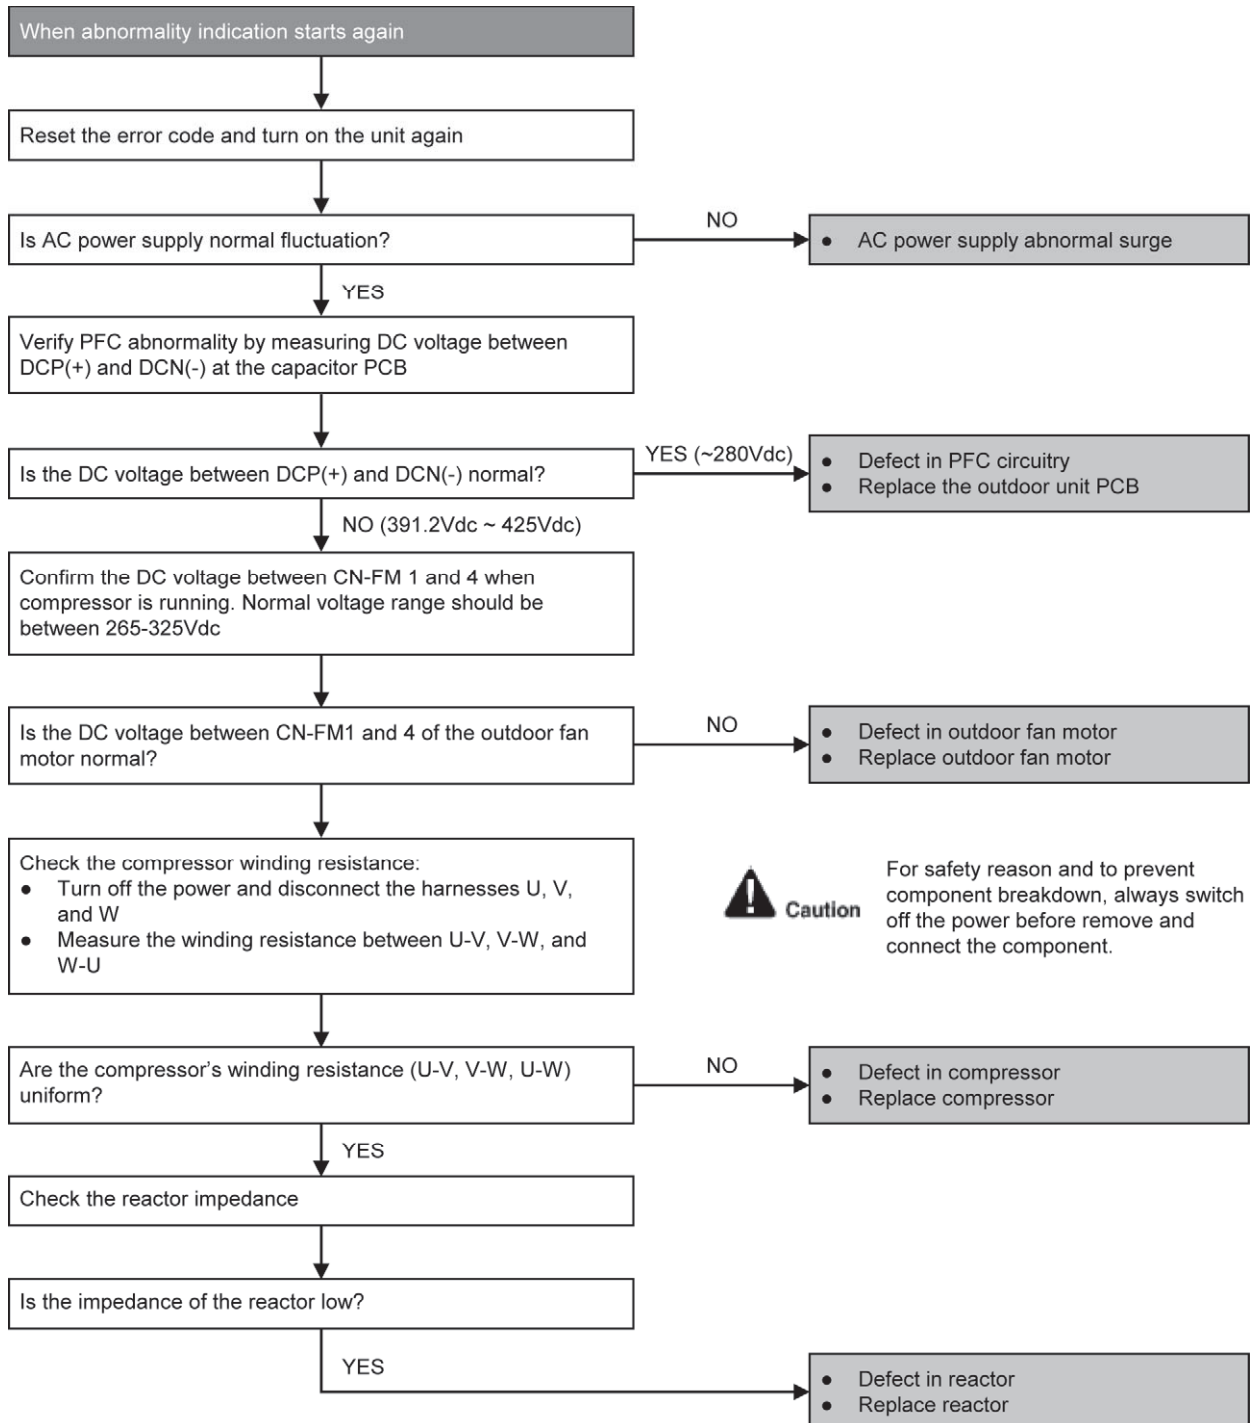 When abnormality indication starts again
Reset the error code and turn on the unit again
Is AC power supply normal fluctuation?
NO
● AC power supply abnormal surge
YES
Verify PFC abnormality by measuring DC voltage between
DCP(+) and DCN(-) at the capacitor PCB
Is the DC voltage between DCP(+) and DCN(-) normal?
YES (~280Vdc)
● Defect in PFC circuitry
● Replace the outdoor unit PCB
NO (391.2Vdc ~ 425Vdc)
Confirm the DC voltage between CN-FM 1 and 4 when
compressor is running. Normal voltage range should be
between 265-325Vdc
Is the DC voltage between CN-FM1 and 4 of the outdoor fan
motor normal?
NO
● Defect in outdoor fan motor
● Replace outdoor fan motor
Check the compressor winding resistance:
● Turn off the power and disconnect the harnesses U, V,
and W
● Measure the winding resistance between U-V, V-W, and
W-U
Caution
For safety reason and to prevent
component breakdown, always switch
off the power before remove and
connect the component.
Are the compressor's winding resistance (U-V, V-W, U-W)
uniform?
NO
● Defect in compressor
● Replace compressor
YES
Check the reactor impedance
Is the impedance of the reactor low?
YES
● Defect in reactor
● Replace reactor